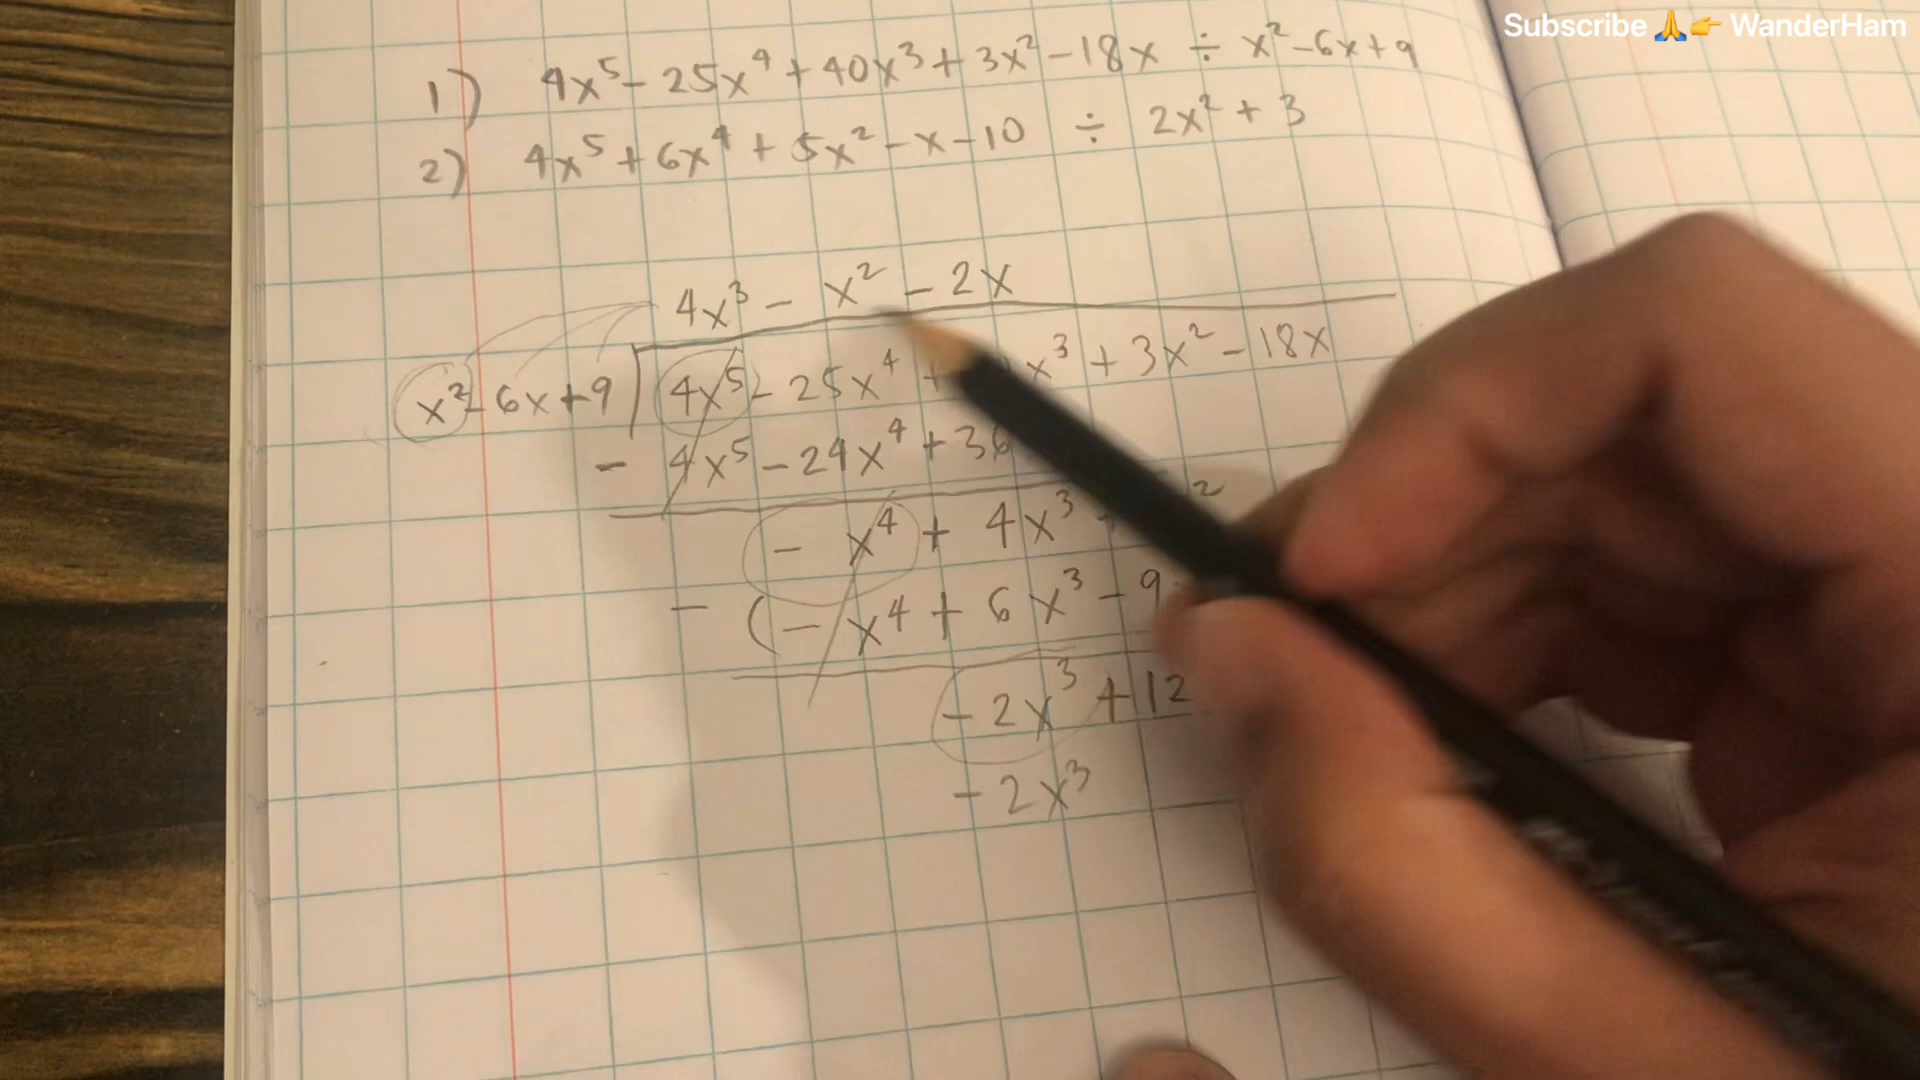 Subscribe 🙏👉 WanderHam
1) 4x⁵ - 25x⁴ + 40x³ + 3x² - 18x ÷ x² - 6x + 9
2) 4x⁵ + 6x⁴ + 5x² - x - 10 ÷ 2x² + 3
4x³ - x² - 2x
x² - 6x + 9 4x⁵ - 25x⁴ + x³ + 3x² - 18x
- 4x⁵ - 24x⁴ + 36
- x⁴ + 4x³ ²
- ( - x⁴ + 6x³ - 9
- 2x³ + 12
- 2x³